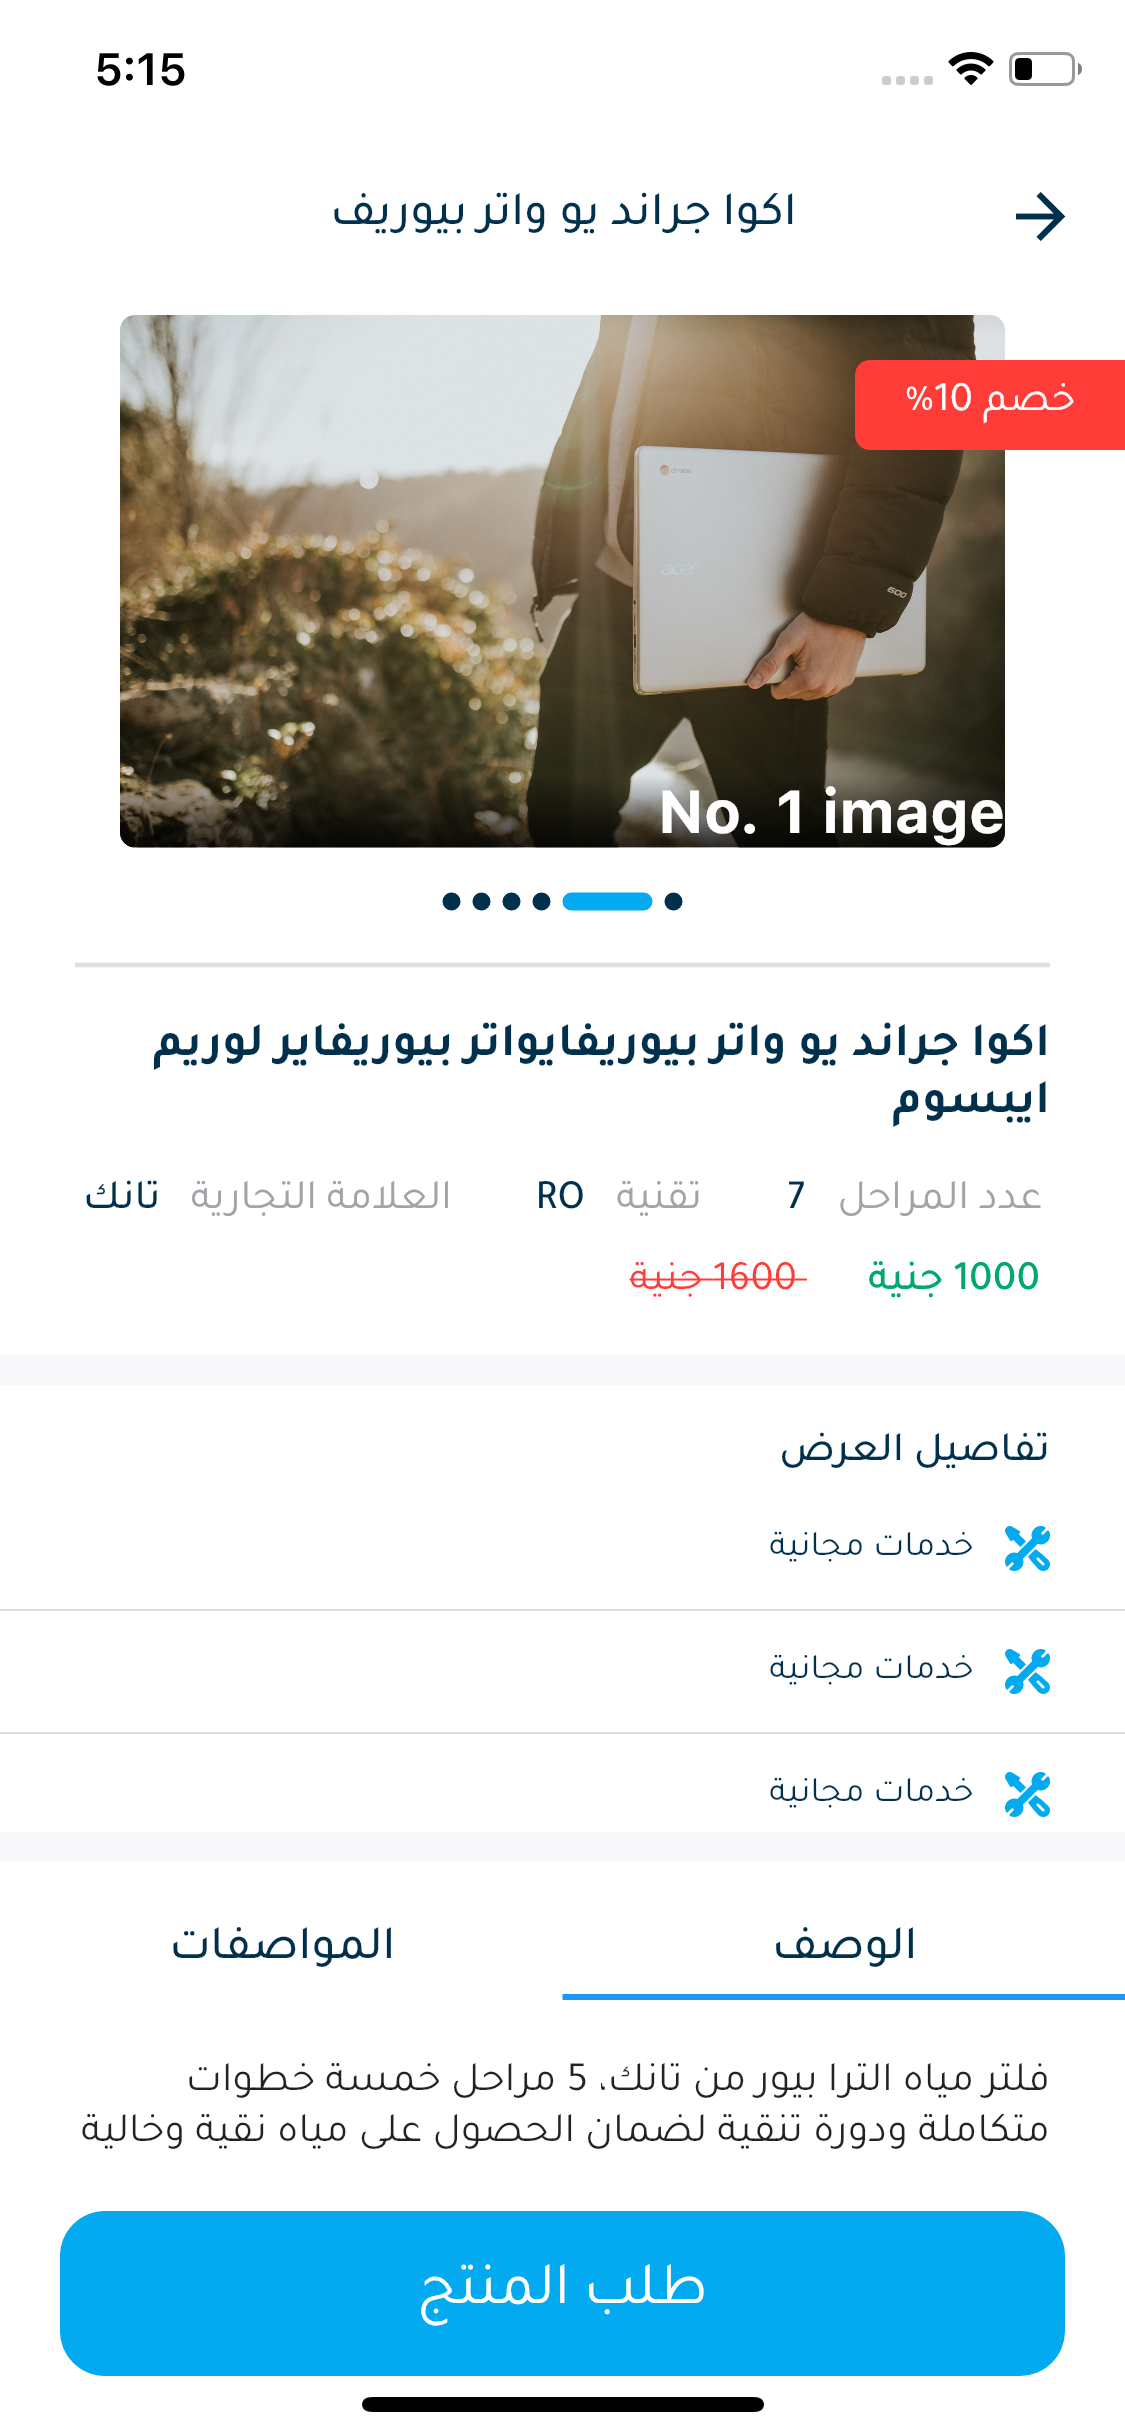 5:15
اكوا جراند يو واتر بيوريف
خصم 10%
acer
600
No. 1 image
اكوا جراند يو واتر بيوريفايواتر بيوريفاير لوريم
ايبسوم
عدد المراحل 7 تقنية RO العلامة التجارية تانك
1000 جنية 1600 جنية
تفاصيل العرض
خدمات مجانية
خدمات مجانية
خدمات مجانية
الوصف المواصفات
فلتر مياه الترا بيور من تانك، 5 مراحل خمسة خطوات
متكاملة ودورة تنقية لضمان الحصول على مياه نقية وخالية
طلب المنتج